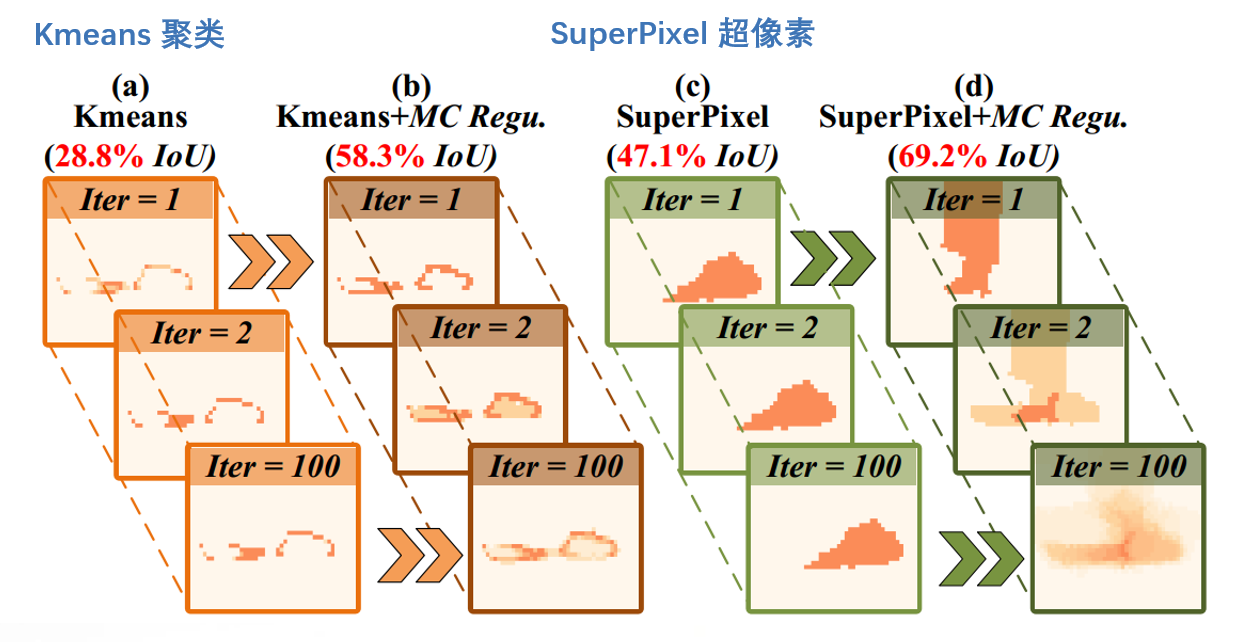 Kmeans 聚类
SuperPixel 超像素
(a)
Kmeans
(28.8% IoU)
Iter = 1
Iter = 2
Iter = 100
(b)
Kmeans+MC Regu.
(58.3% IoU)
Iter = 1
Iter = 2
Iter = 100
(c)
SuperPixel
(47.1% IoU)
Iter = 1
Iter = 2
Iter = 100
(d)
SuperPixel+MC Regu.
(69.2% IoU)
Iter = 1
Iter = 2
Iter = 100